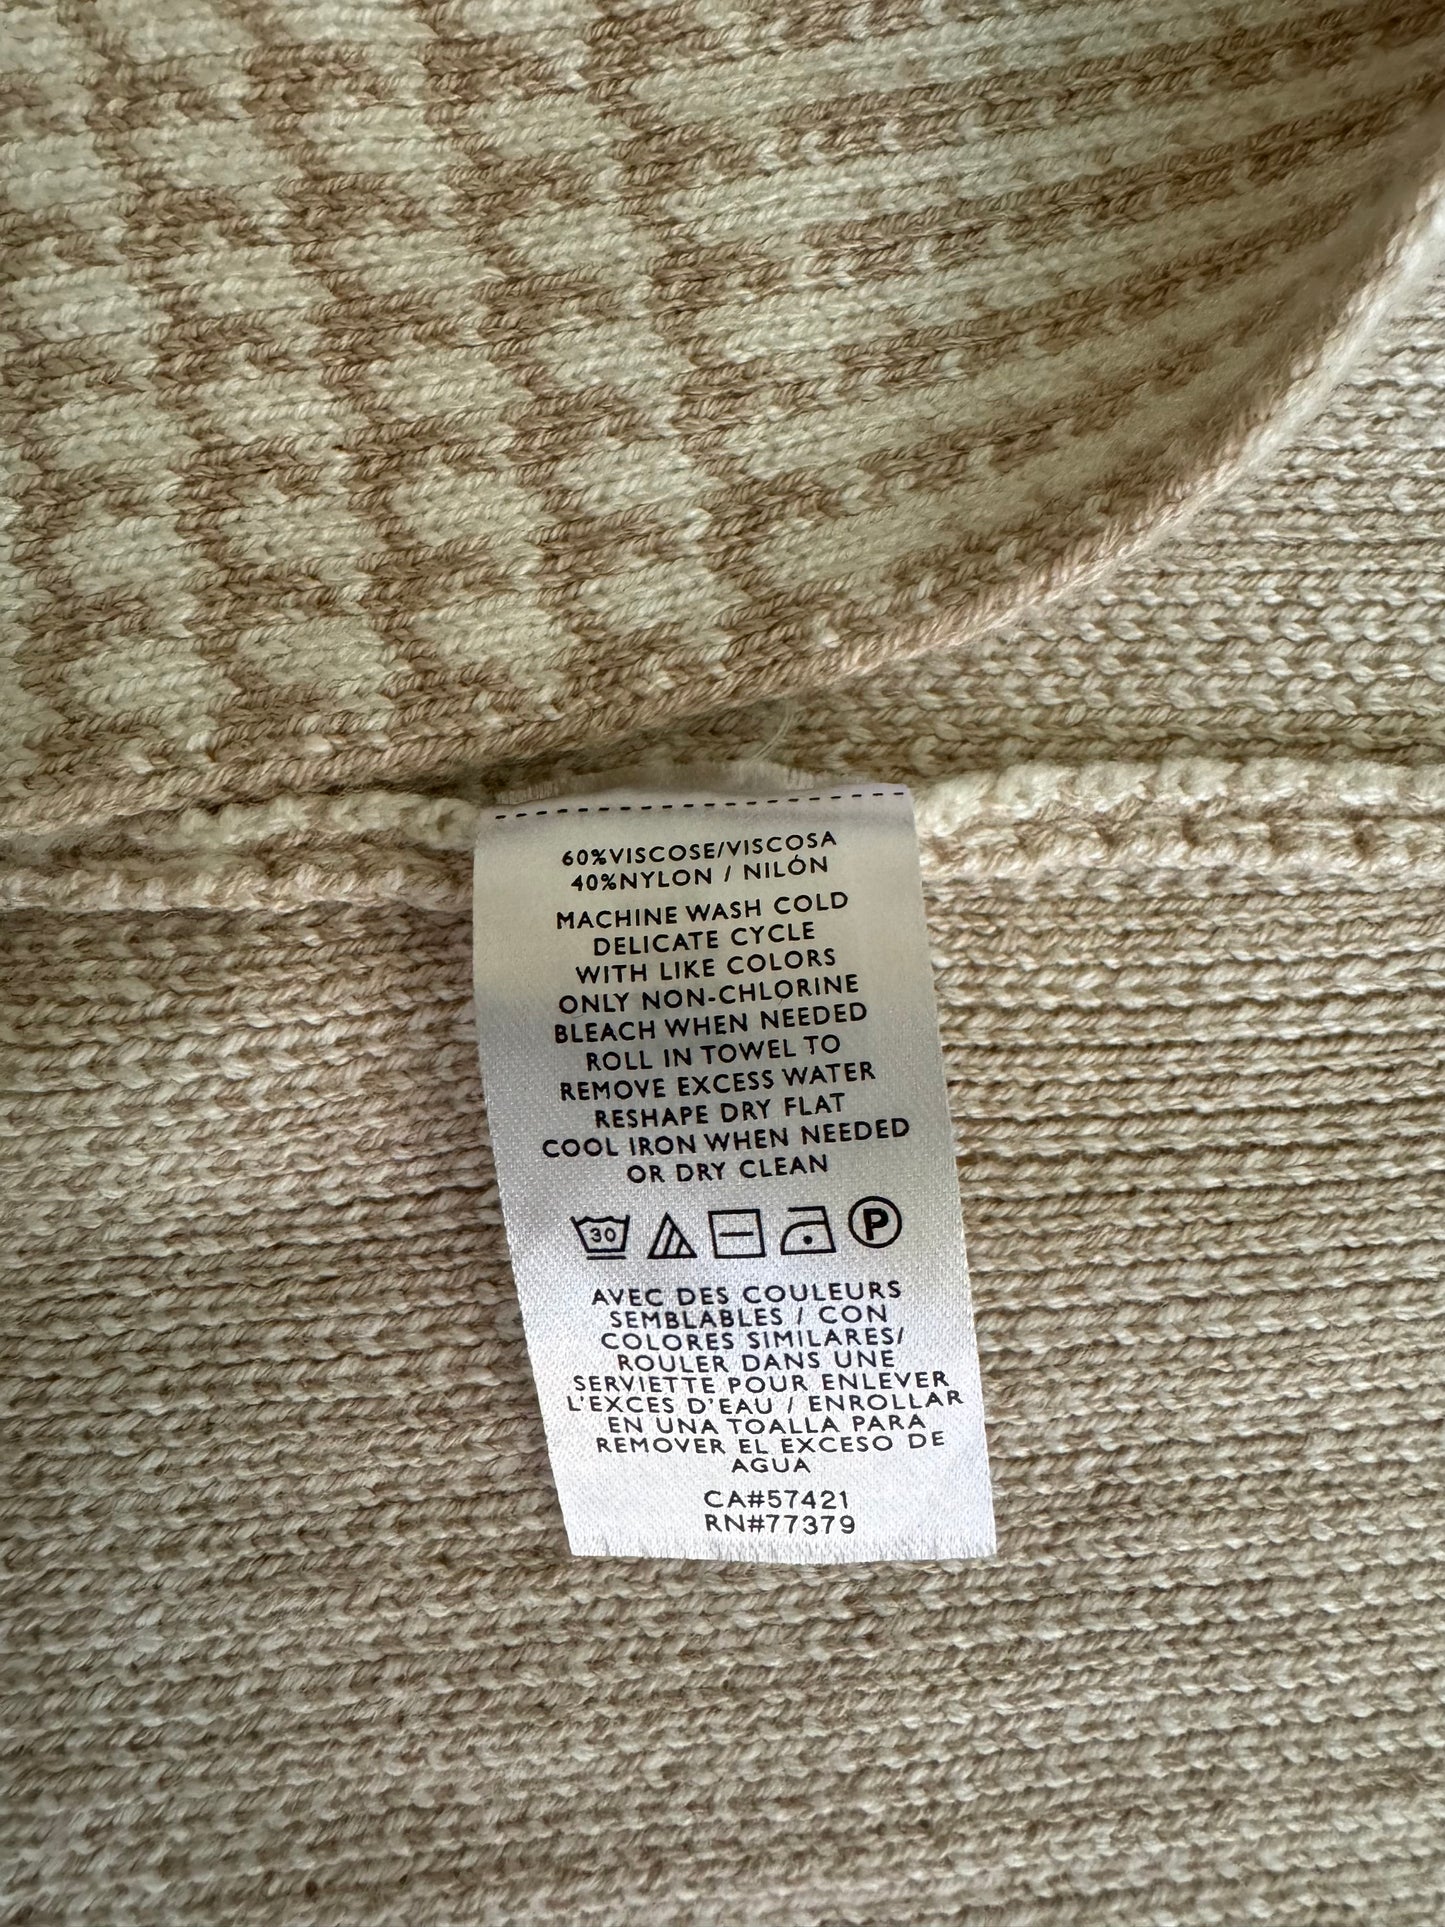 60%VISCOSE/VISCOSA
40%NYLON / NILÓN
MACHINE WASH COLD
DELICATE CYCLE
WITH LIKE COLORS
ONLY NON-CHLORINE
BLEACH WHEN NEEDED
ROLL IN TOWEL TO
REMOVE EXCESS WATER
RESHAPE DRY FLAT
COOL IRON WHEN NEEDED
OR DRY CLEAN
30 P
AVEC DES COULEURS
SEMBLABLES / CON
COLORES SIMILARES/
ROULER DANS UNE
SERVIETTE POUR ENLEVER
L'EXCES D'EAU / ENROLLAR
EN UNA TOALLA PARA
REMOVER EL EXCESO DE
AGUA
CA#57421
RN#77379